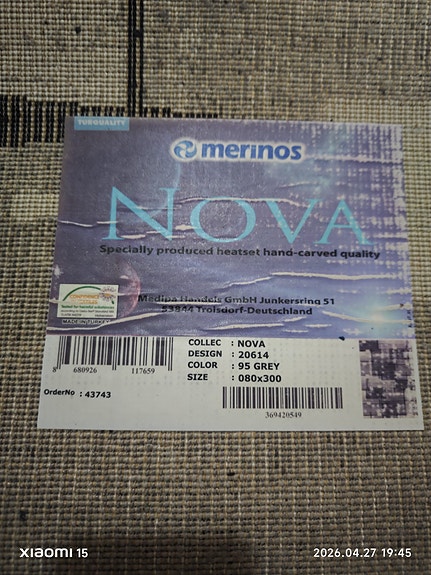 TURQUALITY
merinos
NOVA
Specially produced heatset hand-carved quality
Medipa Handels GmbH Junkersring 51
53844 Troisdorf-Deutschland
MADE IN TURKEY
COLLEC : NOVA
DESIGN : 20614
COLOR : 95 GREY
SIZE : 080x300
8 680926 117659
OrderNo : 43743
369420549
XIAOMI 15
2026.04.27 19:45